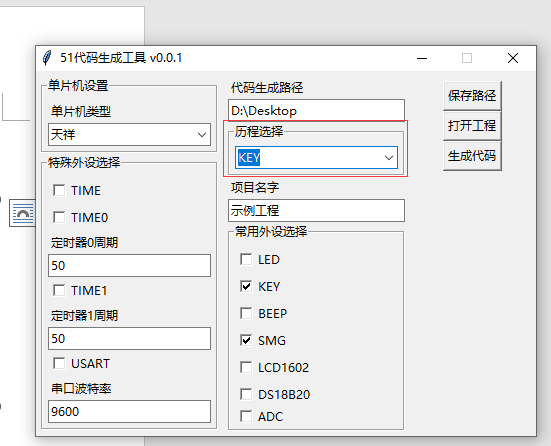 51代码生成工具 v0.0.1
单片机设置
单片机类型
天祥
特殊外设选择
TIME
TIME0
定时器0周期
50
TIME1
定时器1周期
50
USART
串口波特率
9600
代码生成路径
D:\Desktop
历程选择
KEY
项目名字
示例工程
常用外设选择
LED
KEY
BEEP
SMG
LCD1602
DS18B20
ADC
保存路径
打开工程
生成代码